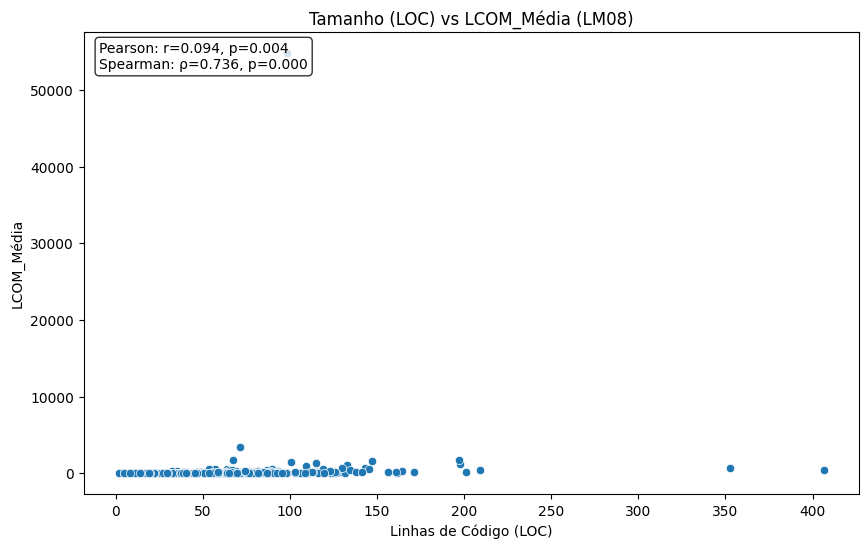 Tamanho (LOC) vs LCOM_Média (LM08)
Pearson: r=0.094, p=0.004
Spearman: ρ=0.736, p=0.000
50000
40000
30000
20000
10000
0
LCOM_Média
0 50 100 150 200 250 300 350 400
Linhas de Código (LOC)